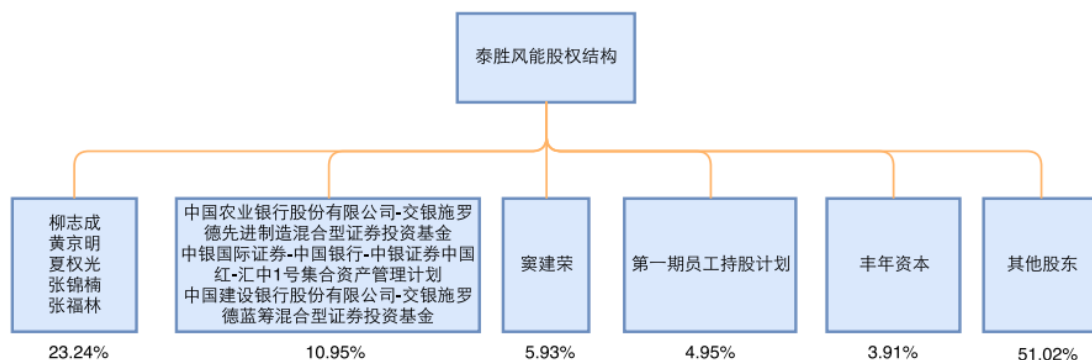 泰胜风能股权结构
柳志成
黄京明
夏权光
张锦楠
张福林
中国农业银行股份有限公司-交银施罗
德先进制造混合型证券投资基金
中银国际证券-中国银行-中银证券中国
红-汇中1号集合资产管理计划
中国建设银行股份有限公司-交银施罗
德蓝筹混合型证券投资基金
窦建荣
第一期员工持股计划
丰年资本
其他股东
23.24%
10.95%
5.93%
4.95%
3.91%
51.02%